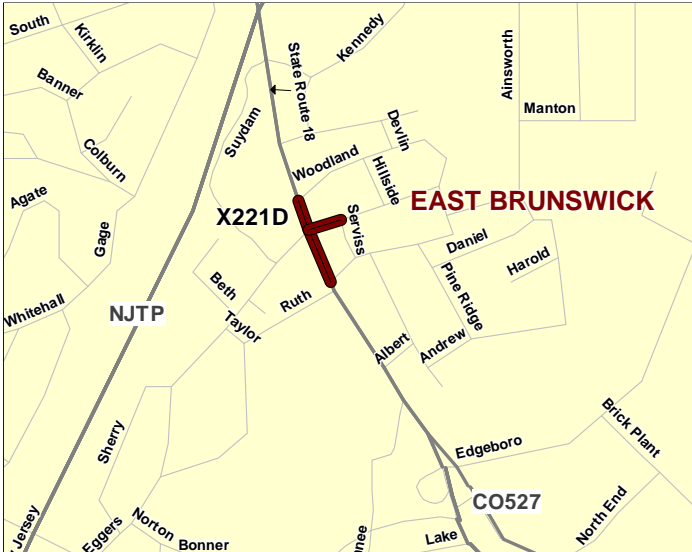 South
Kirklin
Kennedy
Ainsworth
State Route 18
Banner
Manton
Suydam
Devlin
Colburn
Woodland
Hillside
Agate
EAST BRUNSWICK
X221D
Serviss
Gage
Daniel
Harold
Beth
Pine Ridge
Whitehall
NJTP
Ruth
Taylor
Albert
Andrew
Sherry
Brick Plant
Edgeboro
CO527
North End
Jersey
Eggers
Norton
Bonner
nee
Lake